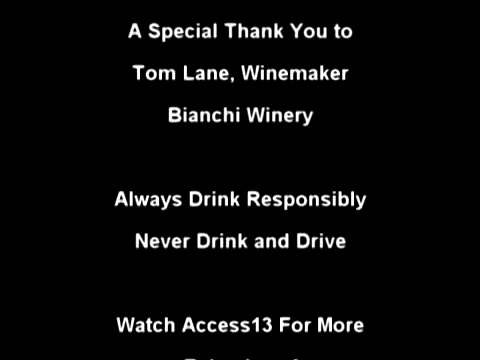 A Special Thank You to
Tom Lane, Winemaker
Bianchi Winery
Always Drink Responsibly
Never Drink and Drive
Watch Access13 For More